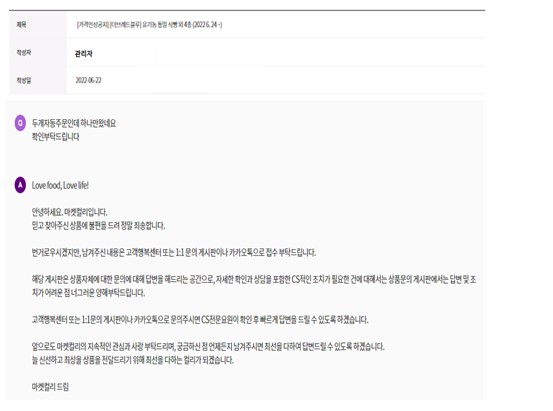 제목
[가격인상공지] [더브레드블루] 유기농 통밀 식빵 외 4종 (2022.6. 24 ~)
작성자
관리자
작성일
2022-06-22
Q
두개자동주문인데 하나만왔네요
확인부탁드립니다
A
Love food, Love life!
안녕하세요. 마켓컬리입니다.
믿고 찾아주신 상품에 불편을 드려 정말 죄송합니다.
번거로우시겠지만, 남겨주신 내용은 고객행복센터 또는 1:1 문의 게시판이나 카카오톡으로 접수 부탁드립니다.
해당 게시판은 상품자체에 대한 문의에 대해 답변을 해드리는 공간으로, 자세한 확인과 상담을 포함한 CS적인 조치가 필요한 건에 대해서는 상품문의 게시판에서는 답변 및 조
치가 어려운 점 너그러운 양해부탁드립니다.
고객행복센터 또는 1:1문의 게시판이나 카카오톡으로 문의주시면 CS전문요원이 확인 후 빠르게 답변을 드릴 수 있도록 하겠습니다.
앞으로도 마켓컬리의 지속적인 관심과 사랑 부탁드리며, 궁금하신 점 언제든지 남겨주시면 최선을 다하여 답변드릴 수 있도록 하겠습니다.
늘 신선하고 최상을 상품을 전달드리기 위해 최선을 다하는 컬리가 되겠습니다.
마켓컬리 드림